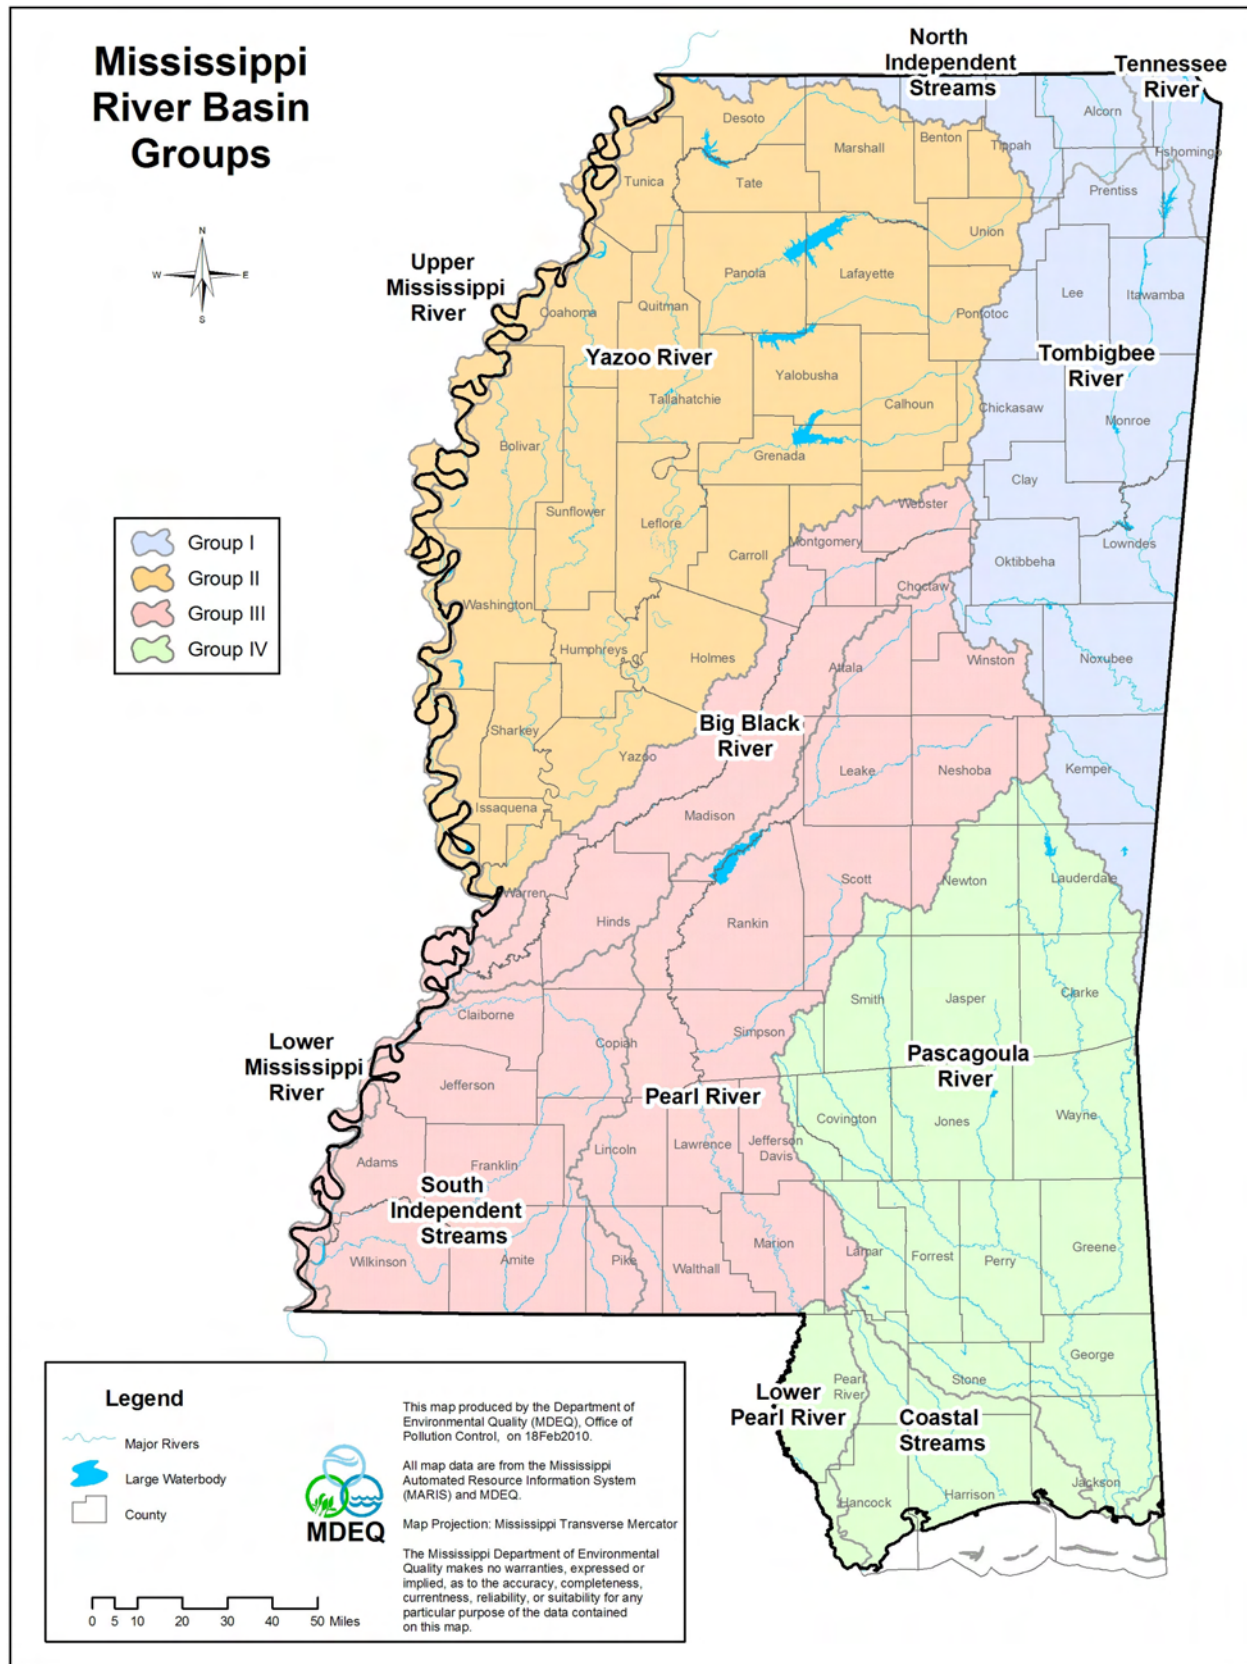 Mississippi
River Basin
Groups
N
W
E
S
North
Independent
Streams
Tennessee
River
Upper
Mississippi
River
Yazoo River
Tombigbee
River
Big Black
River
Lower
Mississippi
River
Pearl River
Pascagoula
River
South
Independent
Streams
Lower
Pearl River
Coastal
Streams
Desoto
Marshall
Benton
Tippah
Alcorn
Tishomingo
Tunica
Tate
Prentiss
Union
Panola
Lafayette
Lee
Itawamba
Coahoma
Quitman
Pontotoc
Yalobusha
Tallahatchie
Calhoun
Chickasaw
Monroe
Bolivar
Grenada
Clay
Webster
Sunflower
Leflore
Montgomery
Carroll
Lowndes
Oktibbeha
Choctaw
Washington
Humphreys
Holmes
Attala
Winston
Noxubee
Sharkey
Yazoo
Leake
Neshoba
Kemper
Issaquena
Madison
Warren
Scott
Newton
Lauderdale
Hinds
Rankin
Claiborne
Smith
Jasper
Clarke
Simpson
Copiah
Jefferson
Covington
Jones
Wayne
Adams
Franklin
Lincoln
Lawrence
Jefferson
Davis
Wilkinson
Amite
Pike
Walthall
Marion
Lamar
Forrest
Perry
Greene
George
Pearl
River
Stone
Hancock
Harrison
Jackson
Group I
Group II
Group III
Group IV
Legend
Major Rivers
Large Waterbody
County
0 5 10 20 30 40 50 Miles
MDEQ
This map produced by the Department of
Environmental Quality (MDEQ), Office of
Pollution Control, on 18Feb2010.
All map data are from the Mississippi
Automated Resource Information System
(MARIS) and MDEQ.
Map Projection: Mississippi Transverse Mercator
The Mississippi Department of Environmental
Quality makes no warranties, expressed or
implied, as to the accuracy, completeness,
currentness, reliability, or suitability for any
particular purpose of the data contained
on this map.